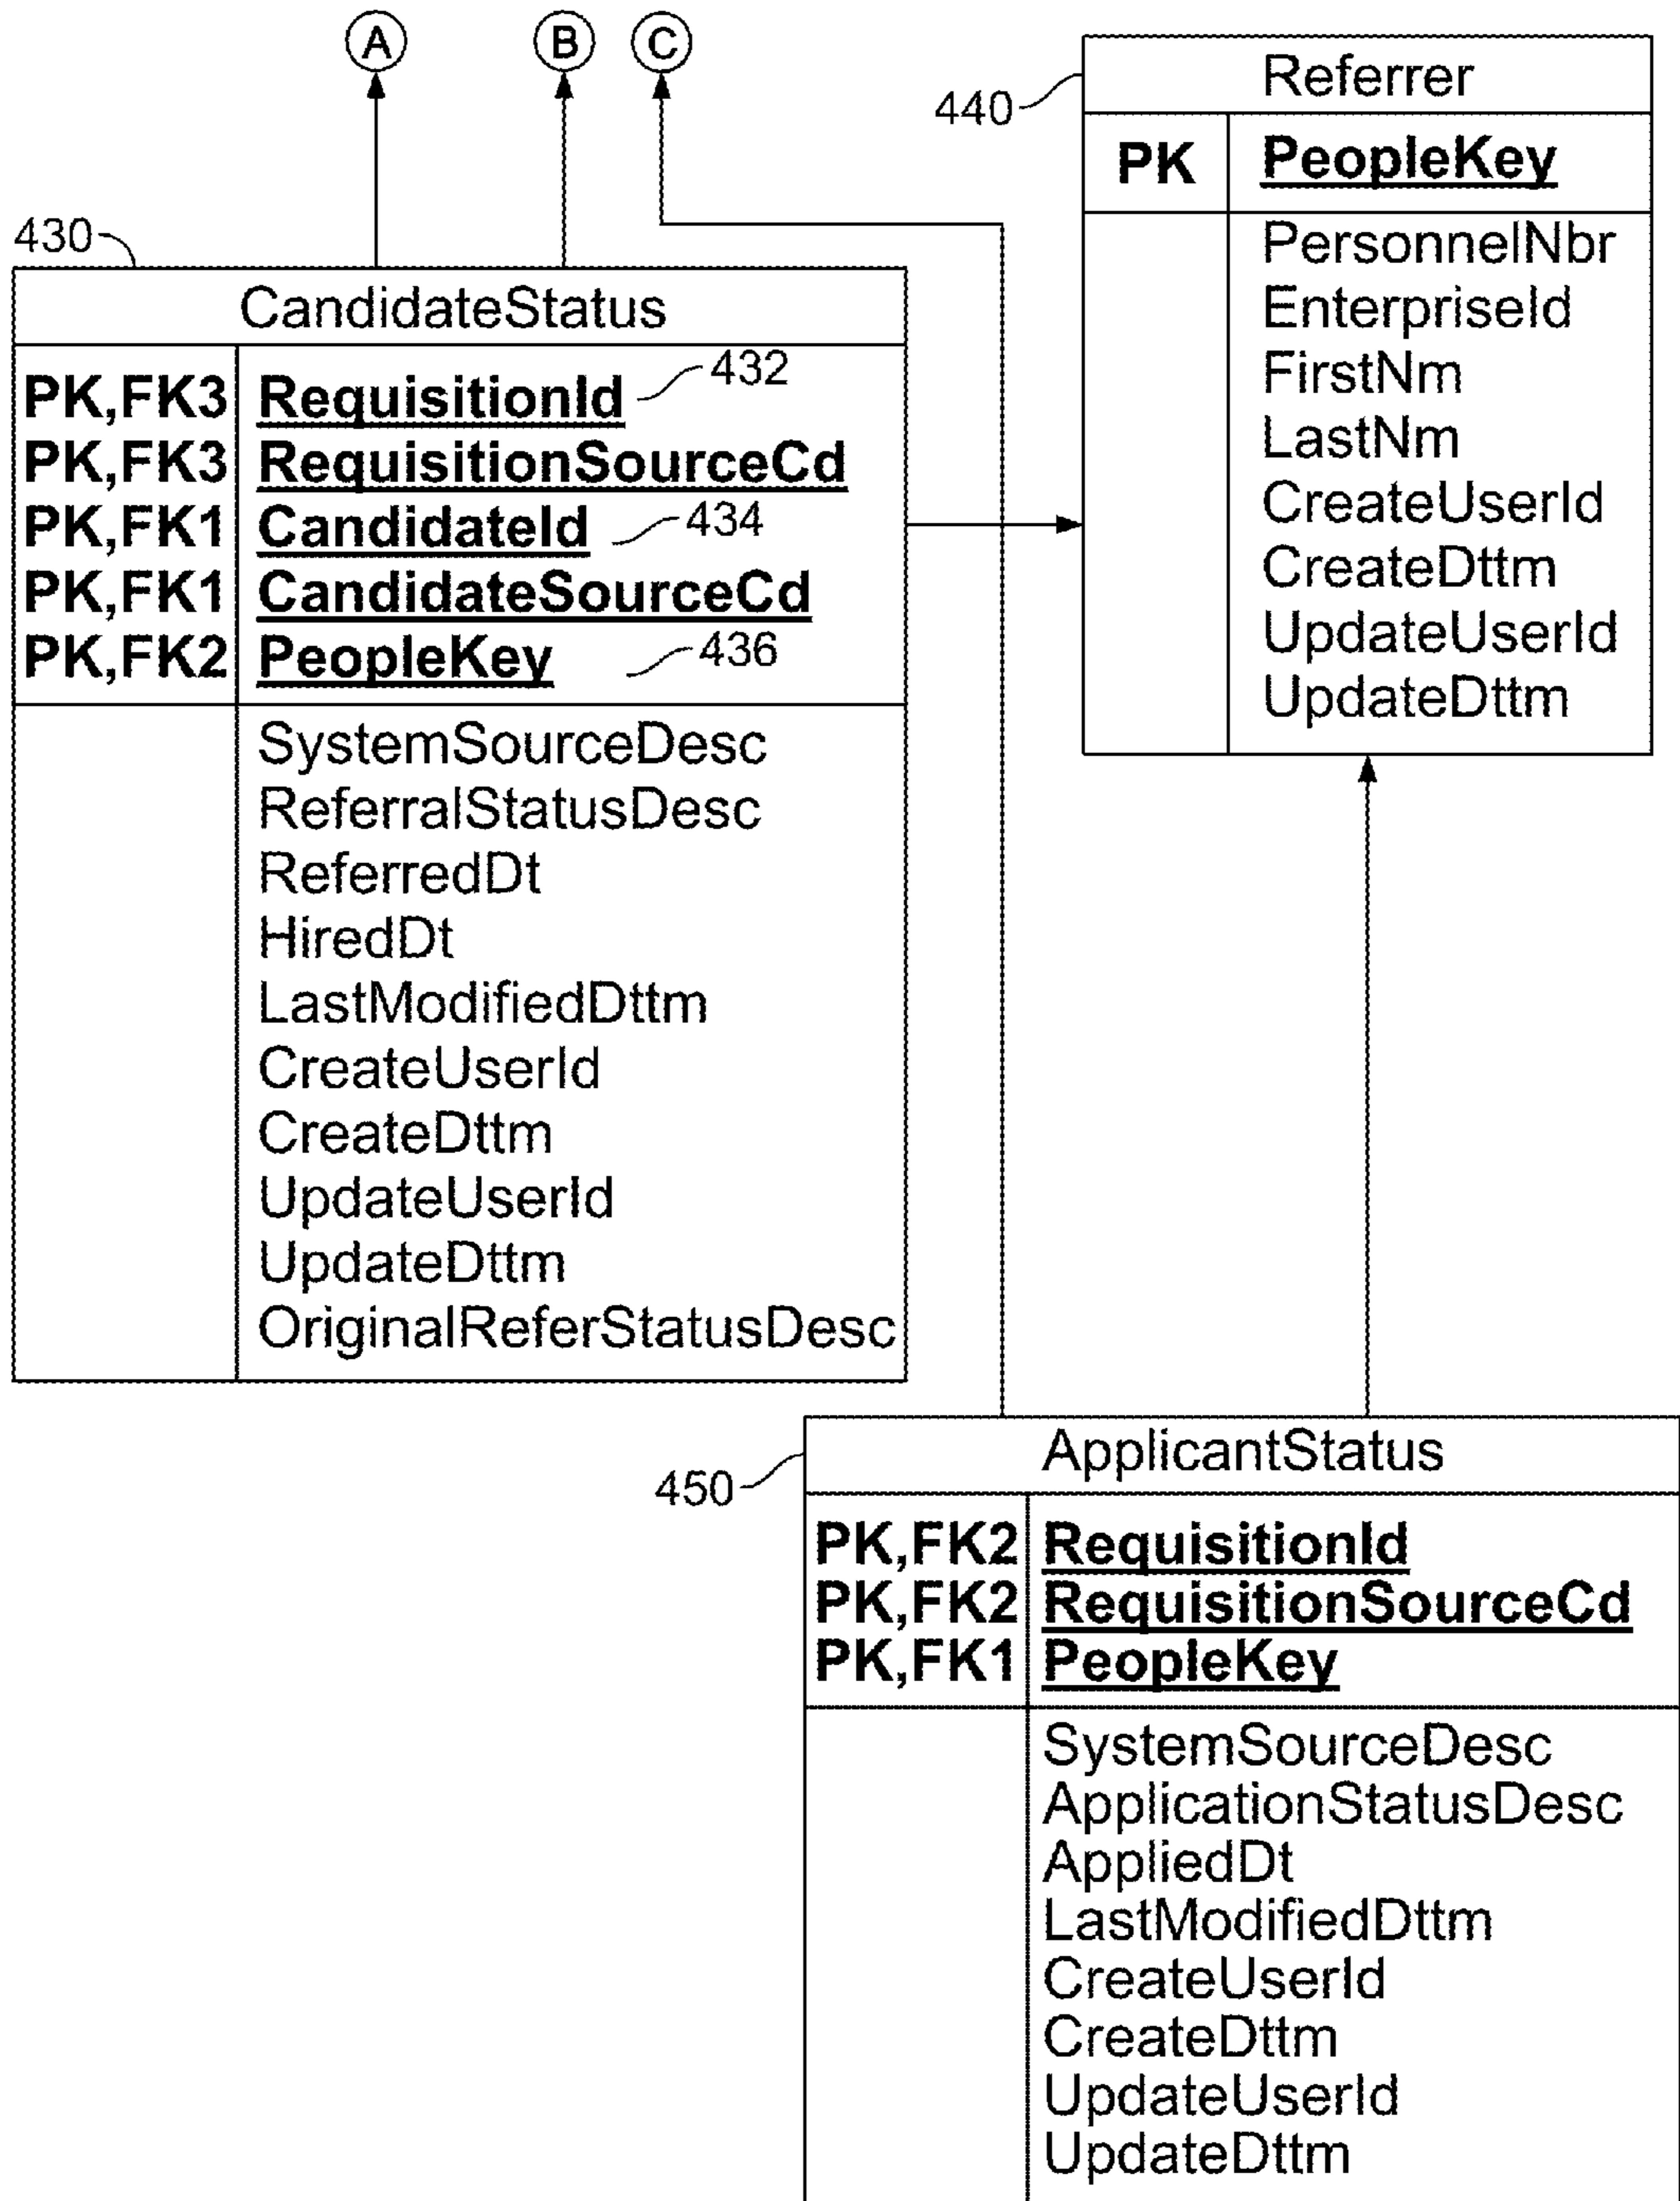 A B C
430
CandidateStatus
PK,FK3 RequisitionId 432
PK,FK3 RequisitionSourceCd
PK,FK1 CandidateId 434
PK,FK1 CandidateSourceCd
PK,FK2 PeopleKey 436
SystemSourceDesc
ReferralStatusDesc
ReferredDt
HiredDt
LastModifiedDttm
CreateUserId
CreateDttm
UpdateUserId
UpdateDttm
OriginalReferStatusDesc
440
Referrer
PK PeopleKey
PersonnelNbr
EnterpriseId
FirstNm
LastNm
CreateUserId
CreateDttm
UpdateUserId
UpdateDttm
450
ApplicantStatus
PK,FK2 RequisitionId
PK,FK2 RequisitionSourceCd
PK,FK1 PeopleKey
SystemSourceDesc
ApplicationStatusDesc
AppliedDt
LastModifiedDttm
CreateUserId
CreateDttm
UpdateUserId
UpdateDttm